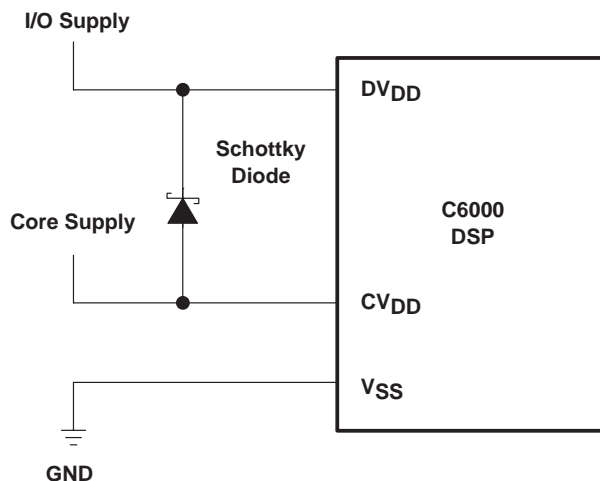 I/O Supply
DVDD
Schottky
Diode
C6000
DSP
Core Supply
CVDD
VSS
GND